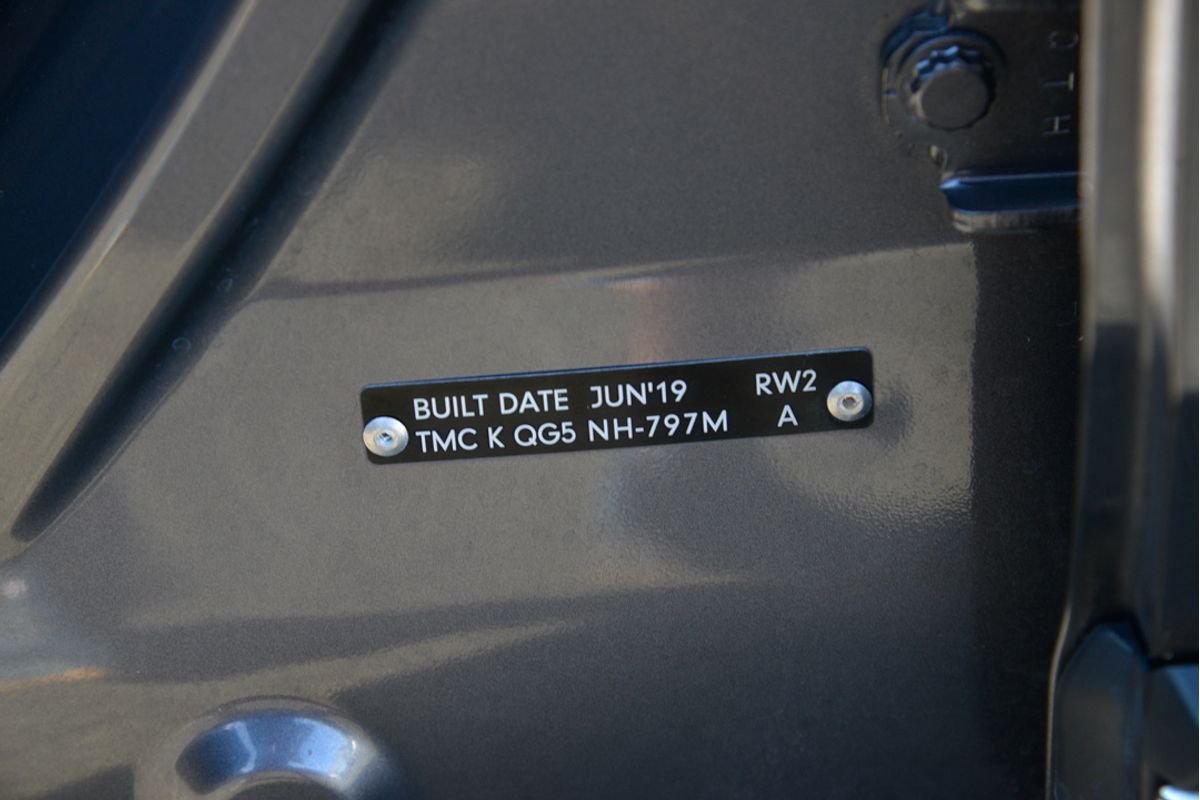 BUILT DATE JUN'19 RW2
TMC K QG5 NH-797M A